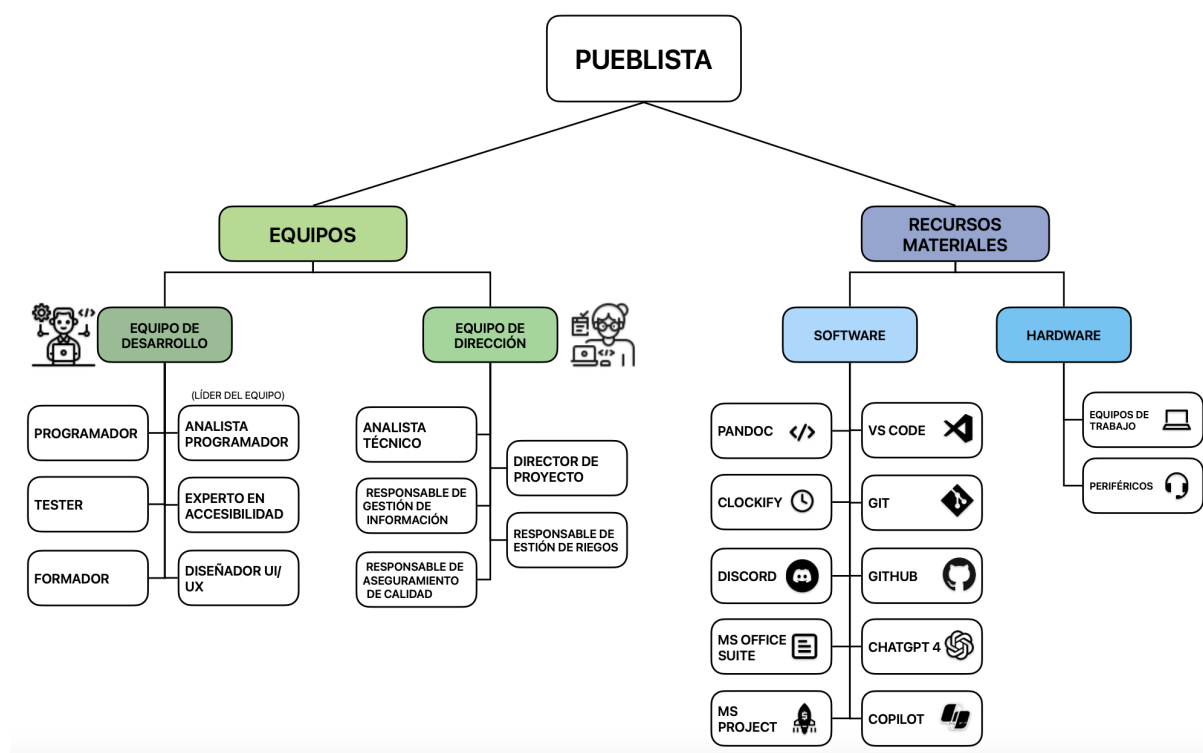 PUEBLISTA
EQUIPOS
RECURSOS
MATERIALES
EQUIPO DE
DESARROLLO
EQUIPO DE
DIRECCIÓN
SOFTWARE
HARDWARE
(LÍDER DEL EQUIPO)
PROGRAMADOR
ANALISTA
PROGRAMADOR
TESTER
EXPERTO EN
ACCESIBILIDAD
FORMADOR
DISEÑADOR UI/
UX
ANALISTA
TÉCNICO
DIRECTOR DE
PROYECTO
RESPONSABLE DE
GESTIÓN DE
INFORMACIÓN
RESPONSABLE DE
ESTIÓN DE RIEGOS
RESPONSABLE DE
ASEGURAMIENTO
DE CALIDAD
PANDOC
VS CODE
CLOCKIFY
GIT
DISCORD
GITHUB
MS OFFICE
SUITE
CHATGPT 4
MS
PROJECT
COPILOT
EQUIPOS DE
TRABAJO
PERIFÉRICOS